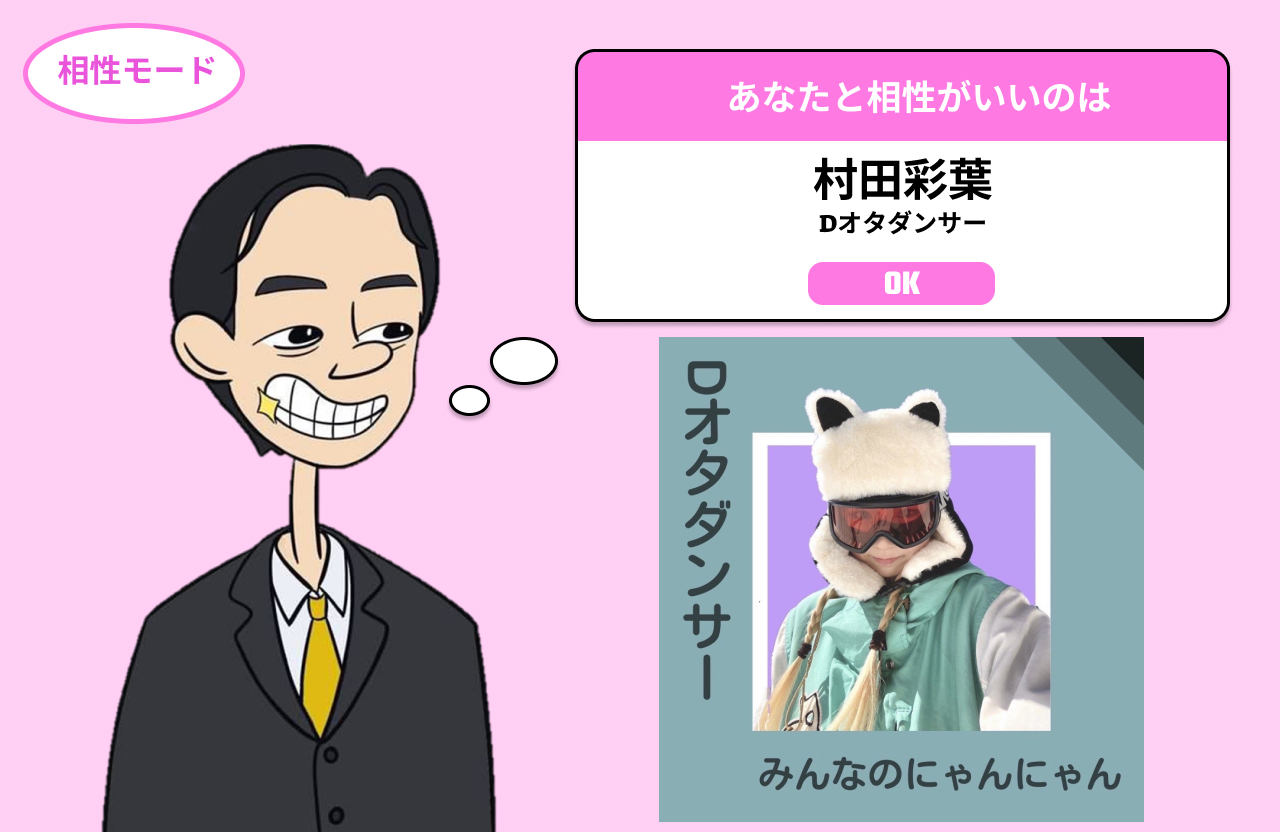 相性モード
あなたと相性がいいのは
村田彩葉
Dオタダンサー
OK
Dオタダンサー
みんなのにゃんにゃん